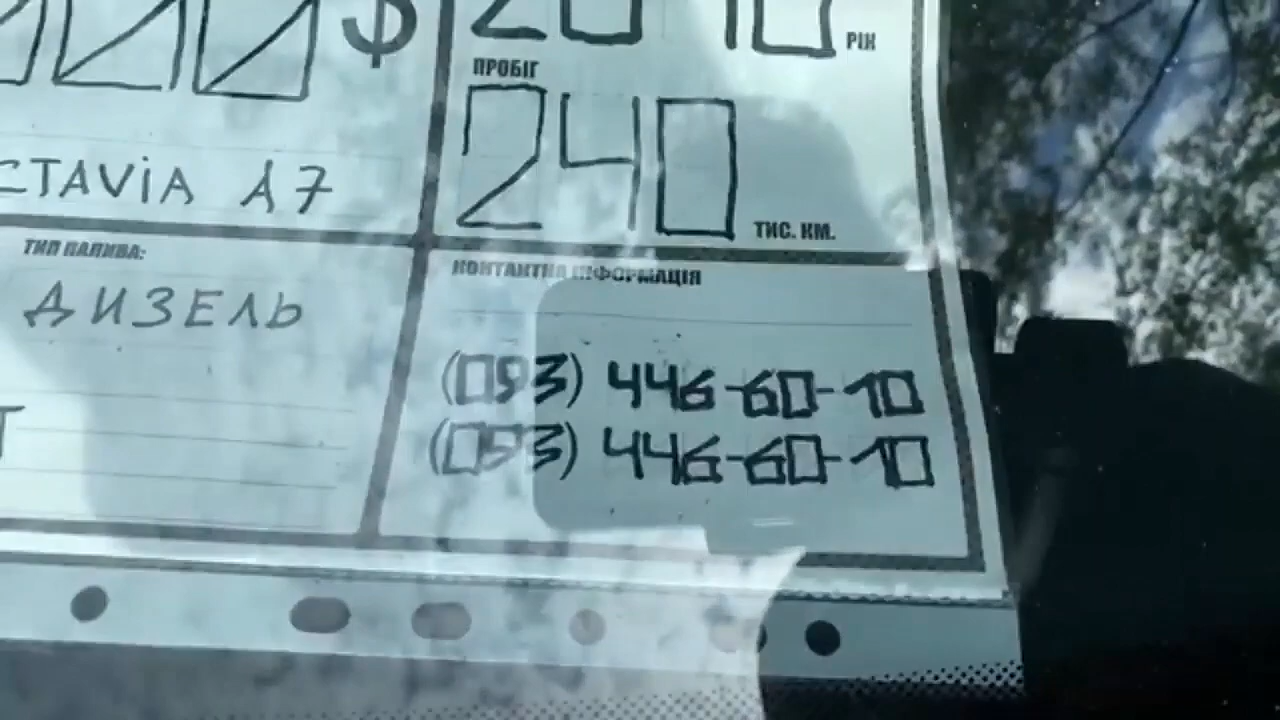 $
РІК
ПРОБІГ
240
ТИС. КМ.
CTAVIA A7
ТИП ПАЛИВА:
ДИЗЕЛЬ
КОНТАКТНА ІНФОРМАЦІЯ
(093) 446-60-10
(093) 446-60-10